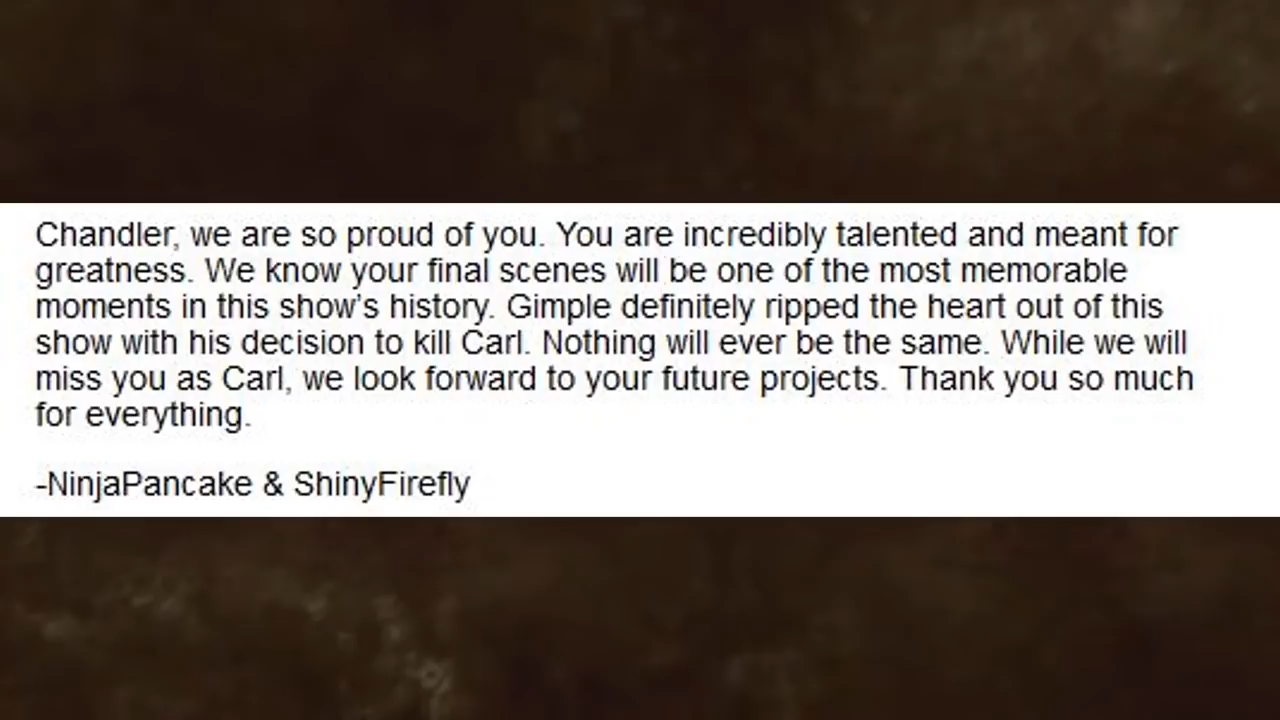 Chandler, we are so proud of you. You are incredibly talented and meant for
greatness. We know your final scenes will be one of the most memorable
moments in this show's history. Gimple definitely ripped the heart out of this
show with his decision to kill Carl. Nothing will ever be the same. While we will
miss you as Carl, we look forward to your future projects. Thank you so much
for everything.
-NinjaPancake & ShinyFirefly